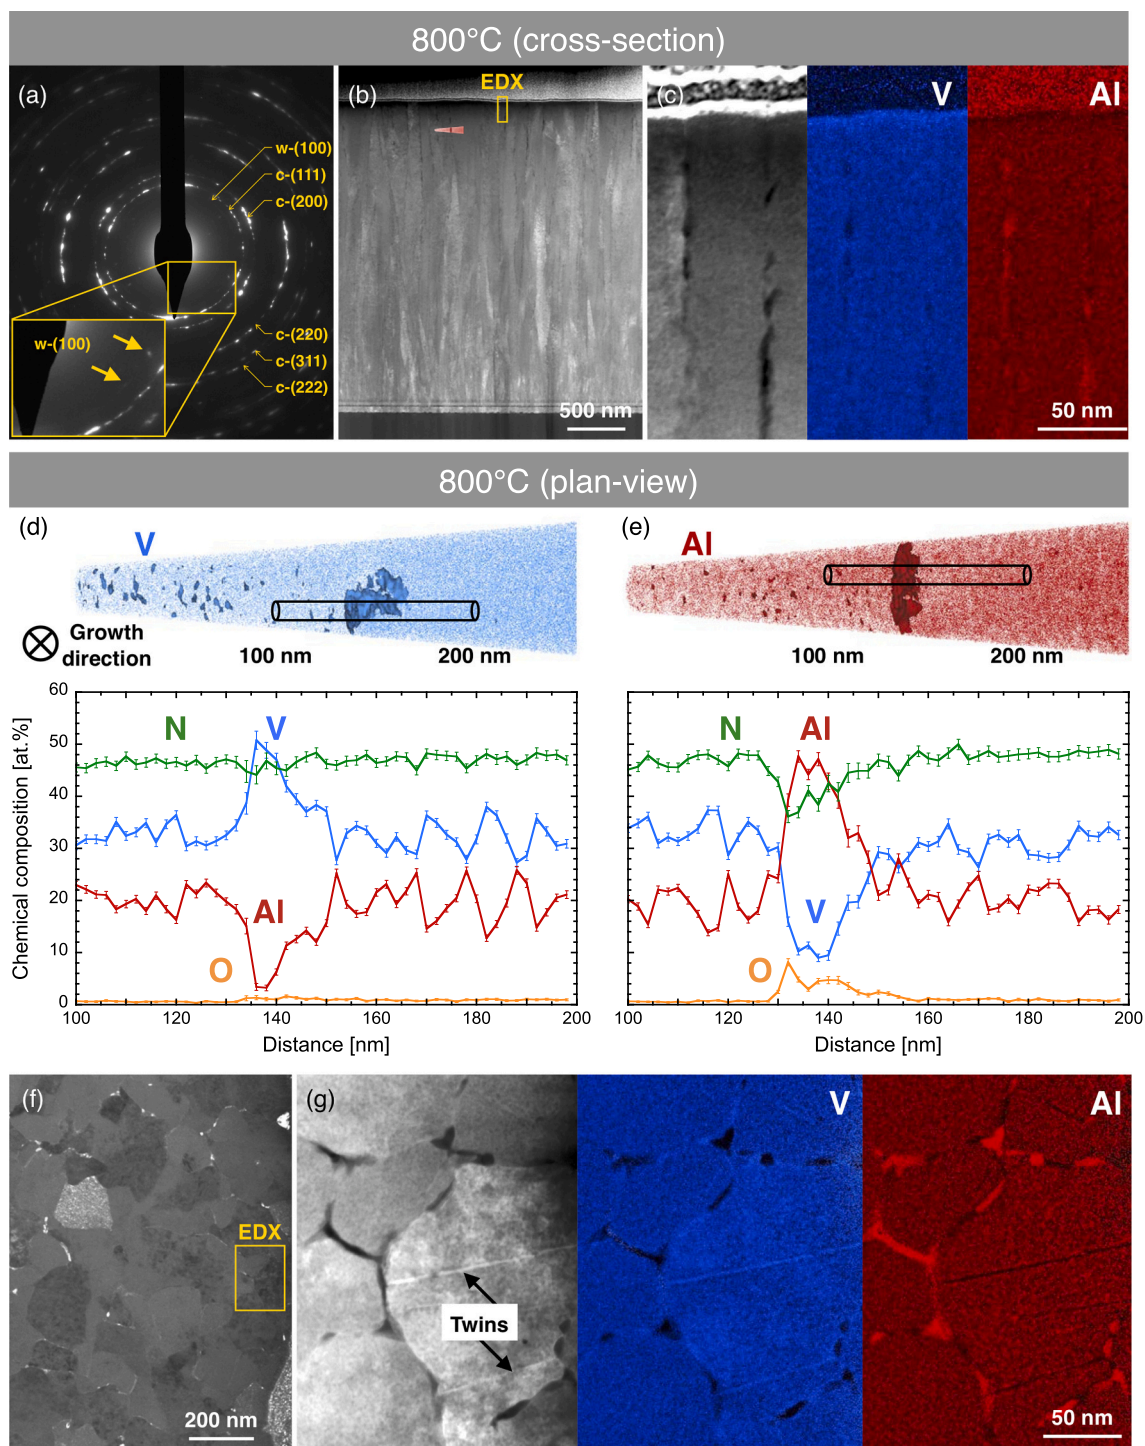 800°C (cross-section)
(a)
w-(100)
c-(111)
c-(200)
w-(100)
c-(220)
c-(311)
c-(222)
(b)
EDX
500 nm
(c)
V
Al
50 nm
800°C (plan-view)
(d)
V
Growth
direction
100 nm
200 nm
(e)
Al
100 nm
200 nm
Chemical composition [at.%]
60
50
40
30
20
10
0
N
V
Al
O
100
120
140
160
180
200
Distance [nm]
N
Al
V
O
100
120
140
160
180
200
Distance [nm]
(f)
EDX
200 nm
(g)
Twins
V
Al
50 nm